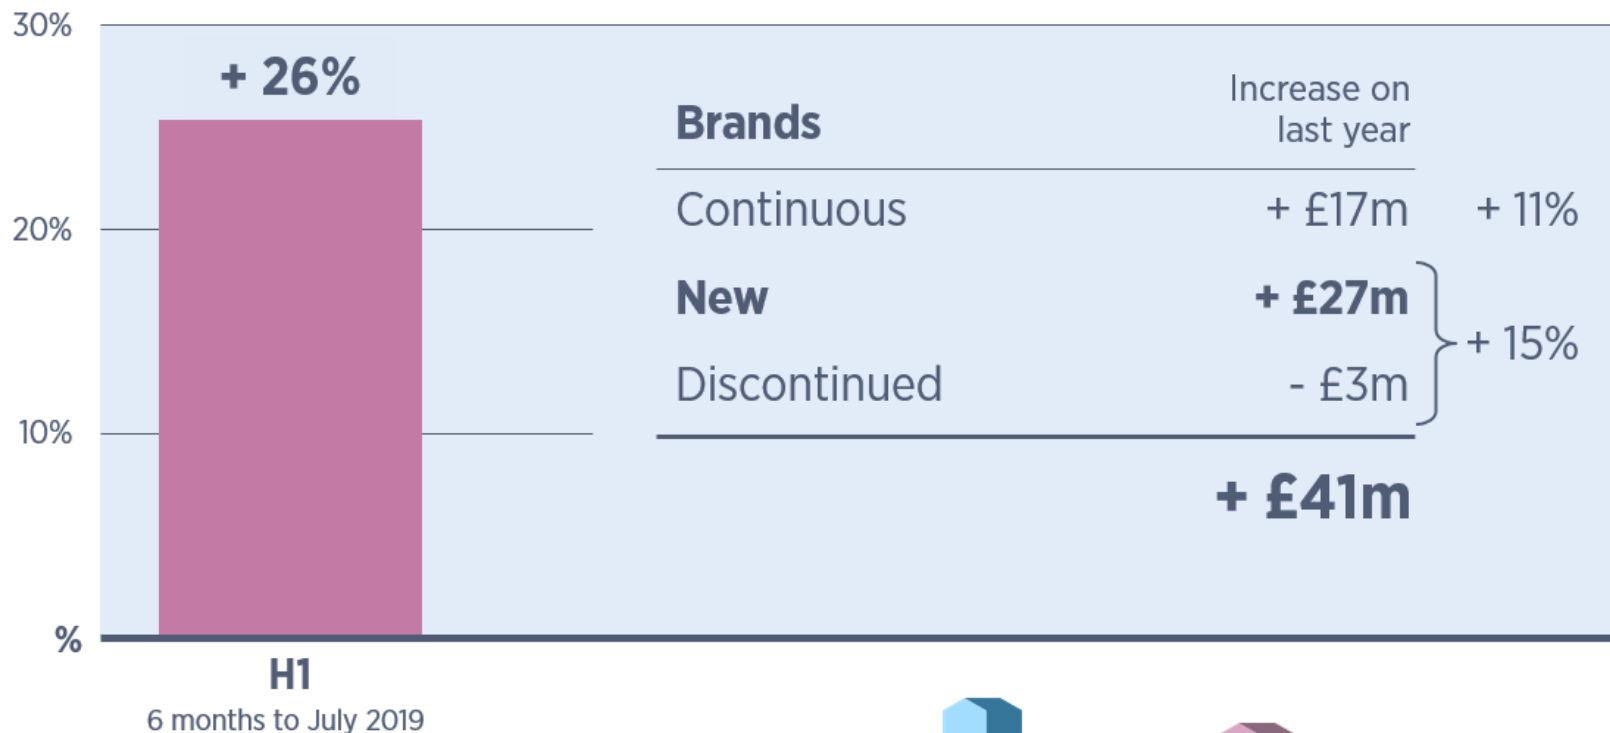 30%
+ 26%
20%
10%
%
H1
6 months to July 2019
Brands
Increase on
last year
Continuous + £17m + 11%
New + £27m
+ 15%
Discontinued - £3m
+ £41m